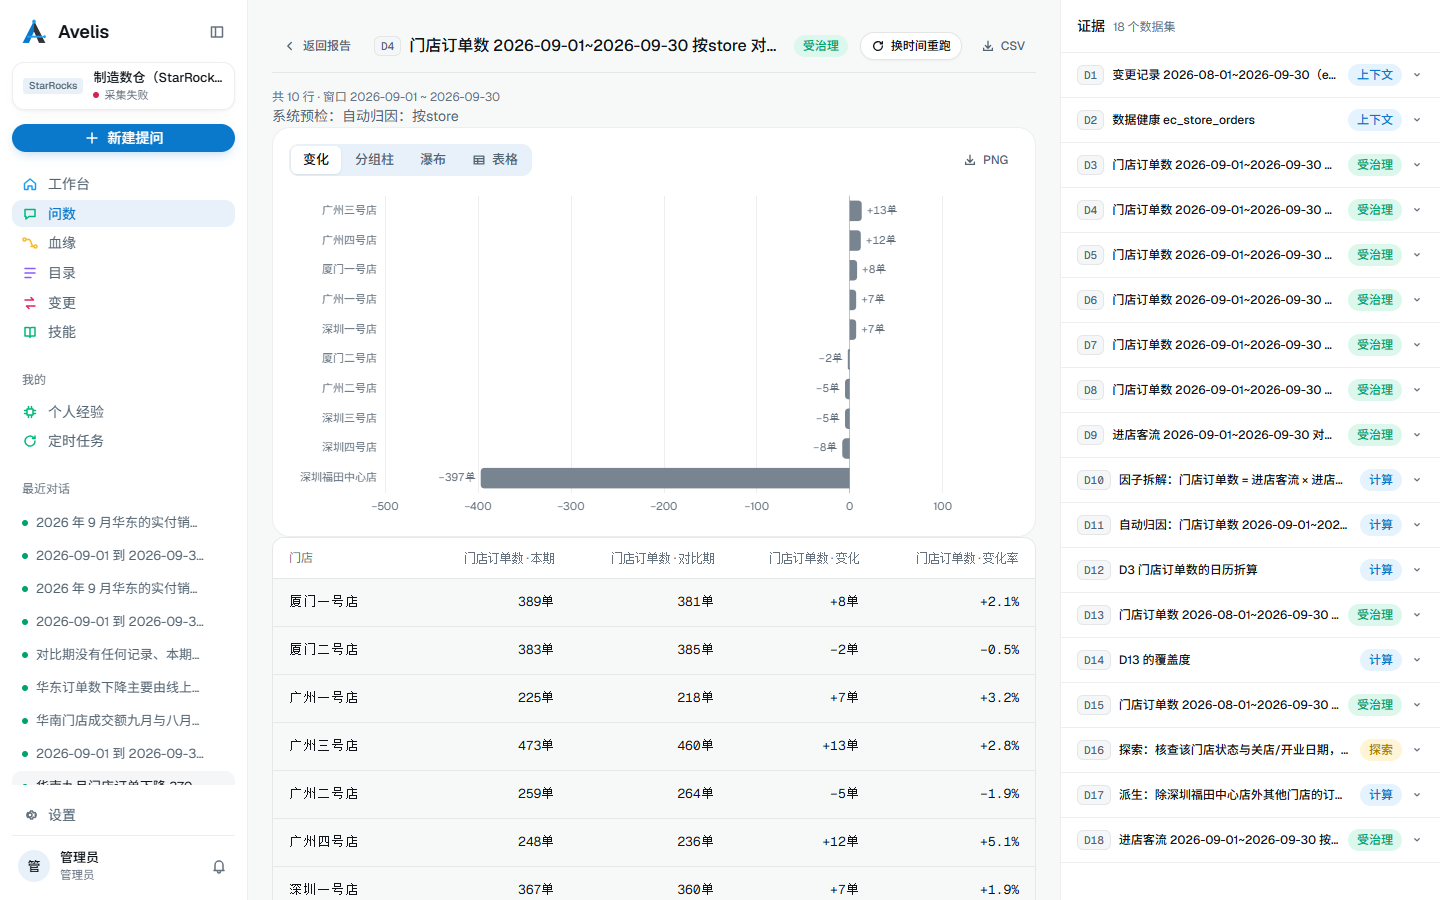 Avelis
StarRocks
制造数仓（StarRock...
采集失败
新建提问
工作台
问数
血缘
目录
变更
技能
我的
个人经验
定时任务
最近对话
2026 年 9 月华东的实付销...
2026-09-01 到 2026-09-3...
2026 年 9 月华东的实付销...
2026-09-01 到 2026-09-3...
对比期没有任何记录、本期...
华东订单数下降主要由线上...
华南门店成交额九月与八月...
2026-09-01 到 2026-09-3...
设置
管
管理员
管理员
返回报告
D4
门店订单数 2026-09-01~2026-09-30 按store 对...
受治理
换时间重跑
CSV
共 10 行 · 窗口 2026-09-01 ~ 2026-09-30
系统预检：自动归因：按store
变化
分组柱
瀑布
表格
PNG
广州三号店 +13单
广州四号店 +12单
厦门一号店 +8单
广州一号店 +7单
深圳一号店 +7单
厦门二号店 -2单
广州二号店 -5单
深圳三号店 -5单
深圳四号店 -8单
深圳福田中心店 -397单
-500 -400 -300 -200 -100 0 100
门店 门店订单数 · 本期 门店订单数 · 对比期 门店订单数 · 变化 门店订单数 · 变化率
厦门一号店 389单 381单 +8单 +2.1%
厦门二号店 383单 385单 -2单 -0.5%
广州一号店 225单 218单 +7单 +3.2%
广州三号店 473单 460单 +13单 +2.8%
广州二号店 259单 264单 -5单 -1.9%
广州四号店 248单 236单 +12单 +5.1%
深圳一号店 367单 360单 +7单 +1.9%
证据 18 个数据集
D1 变更记录 2026-08-01~2026-09-30（e... 上下文
D2 数据健康 ec_store_orders 上下文
D3 门店订单数 2026-09-01~2026-09-30 ... 受治理
D4 门店订单数 2026-09-01~2026-09-30 ... 受治理
D5 门店订单数 2026-09-01~2026-09-30 ... 受治理
D6 门店订单数 2026-09-01~2026-09-30 ... 受治理
D7 门店订单数 2026-09-01~2026-09-30 ... 受治理
D8 门店订单数 2026-09-01~2026-09-30 ... 受治理
D9 进店客流 2026-09-01~2026-09-30 对... 受治理
D10 因子拆解：门店订单数 = 进店客流 × 进店... 计算
D11 自动归因：门店订单数 2026-09-01~202... 计算
D12 D3 门店订单数的日历折算 计算
D13 门店订单数 2026-08-01~2026-09-30 ... 受治理
D14 D13 的覆盖度 计算
D15 门店订单数 2026-08-01~2026-09-30 ... 受治理
D16 探索：核查该门店状态与关店/开业日期，... 探索
D17 派生：除深圳福田中心店外其他门店的订... 计算
D18 进店客流 2026-09-01~2026-09-30 按... 受治理